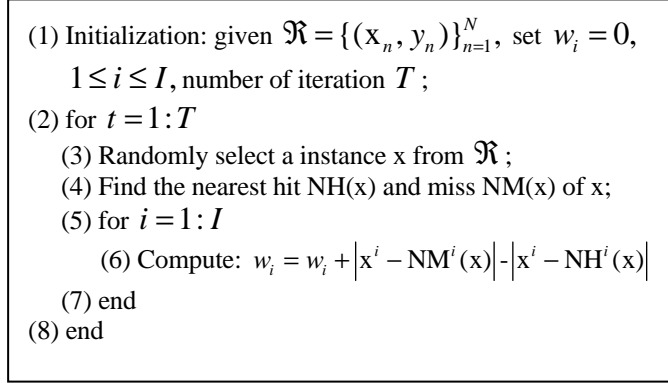 (1) Initialization: given ℜ = {(x_n, y_n)}_{n=1}^N, set w_i = 0,
1 ≤ i ≤ I, number of iteration T ;
(2) for t = 1: T
(3) Randomly select a instance x from ℜ ;
(4) Find the nearest hit NH(x) and miss NM(x) of x;
(5) for i = 1: I
(6) Compute: w_i = w_i + |x^i − NM^i(x)| - |x^i − NH^i(x)|
(7) end
(8) end